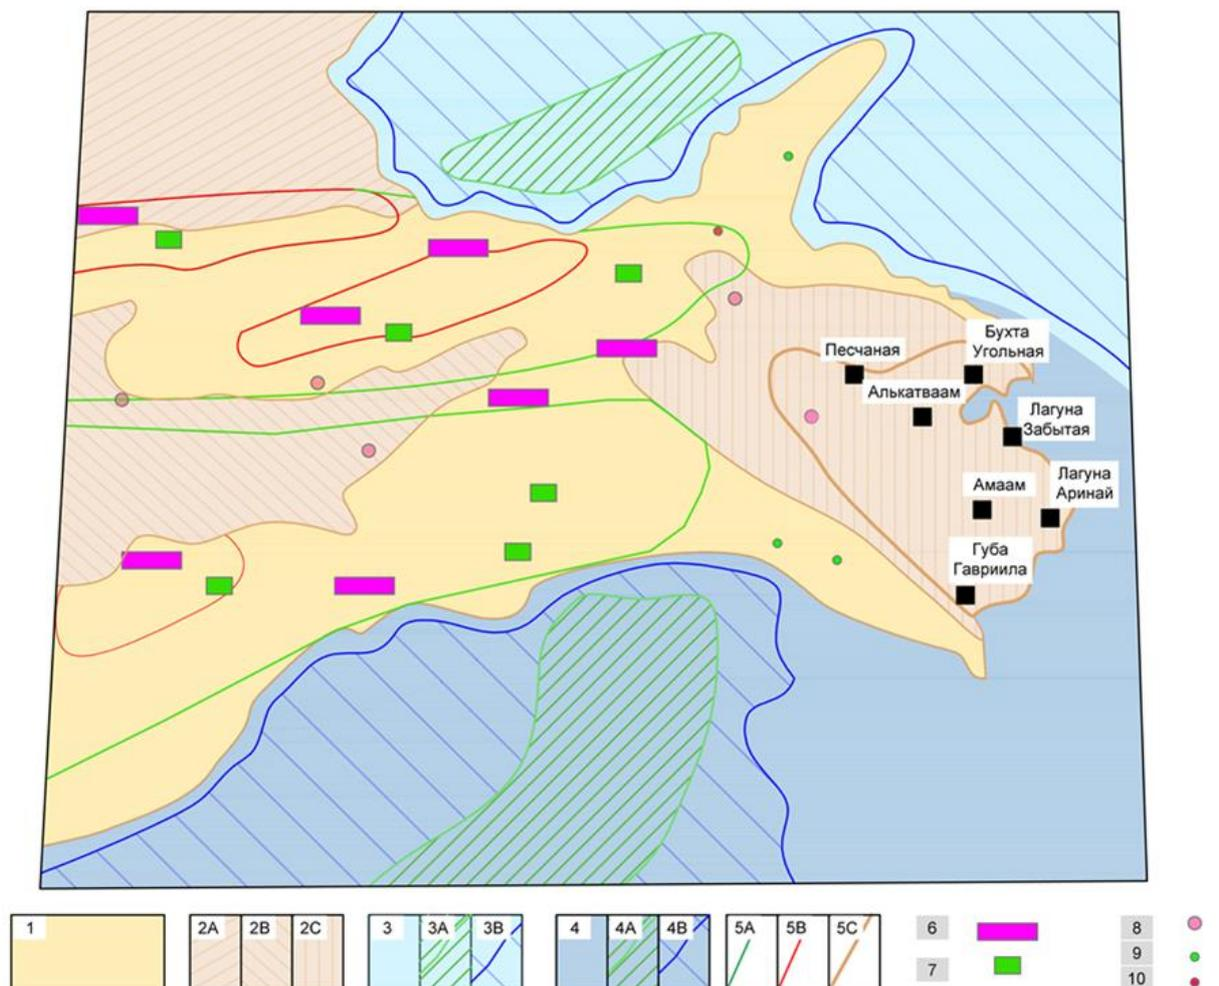 Песчаная
Бухта
Угольная
Алькатваам
Лагуна
Забытая
Лагуна
Аринай
Амаам
Губа
Гавриила
1
2A
2B
2C
3
3A
3B
4
4A
4B
5A
5B
5C
6
8
9
7
10